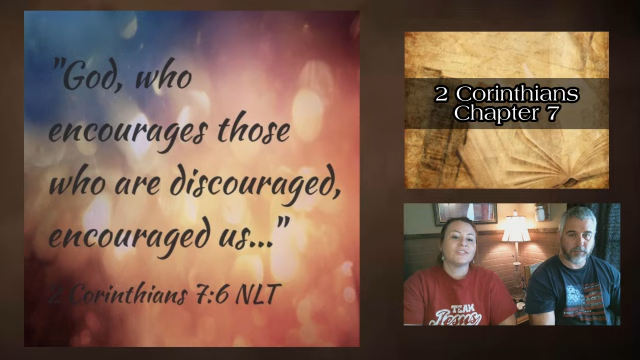 "God, who
encourages those
who are discouraged,
encouraged us..."
2 Corinthians 7:6 NLT
2 Corinthians
Chapter 7
TEAM
Jesus